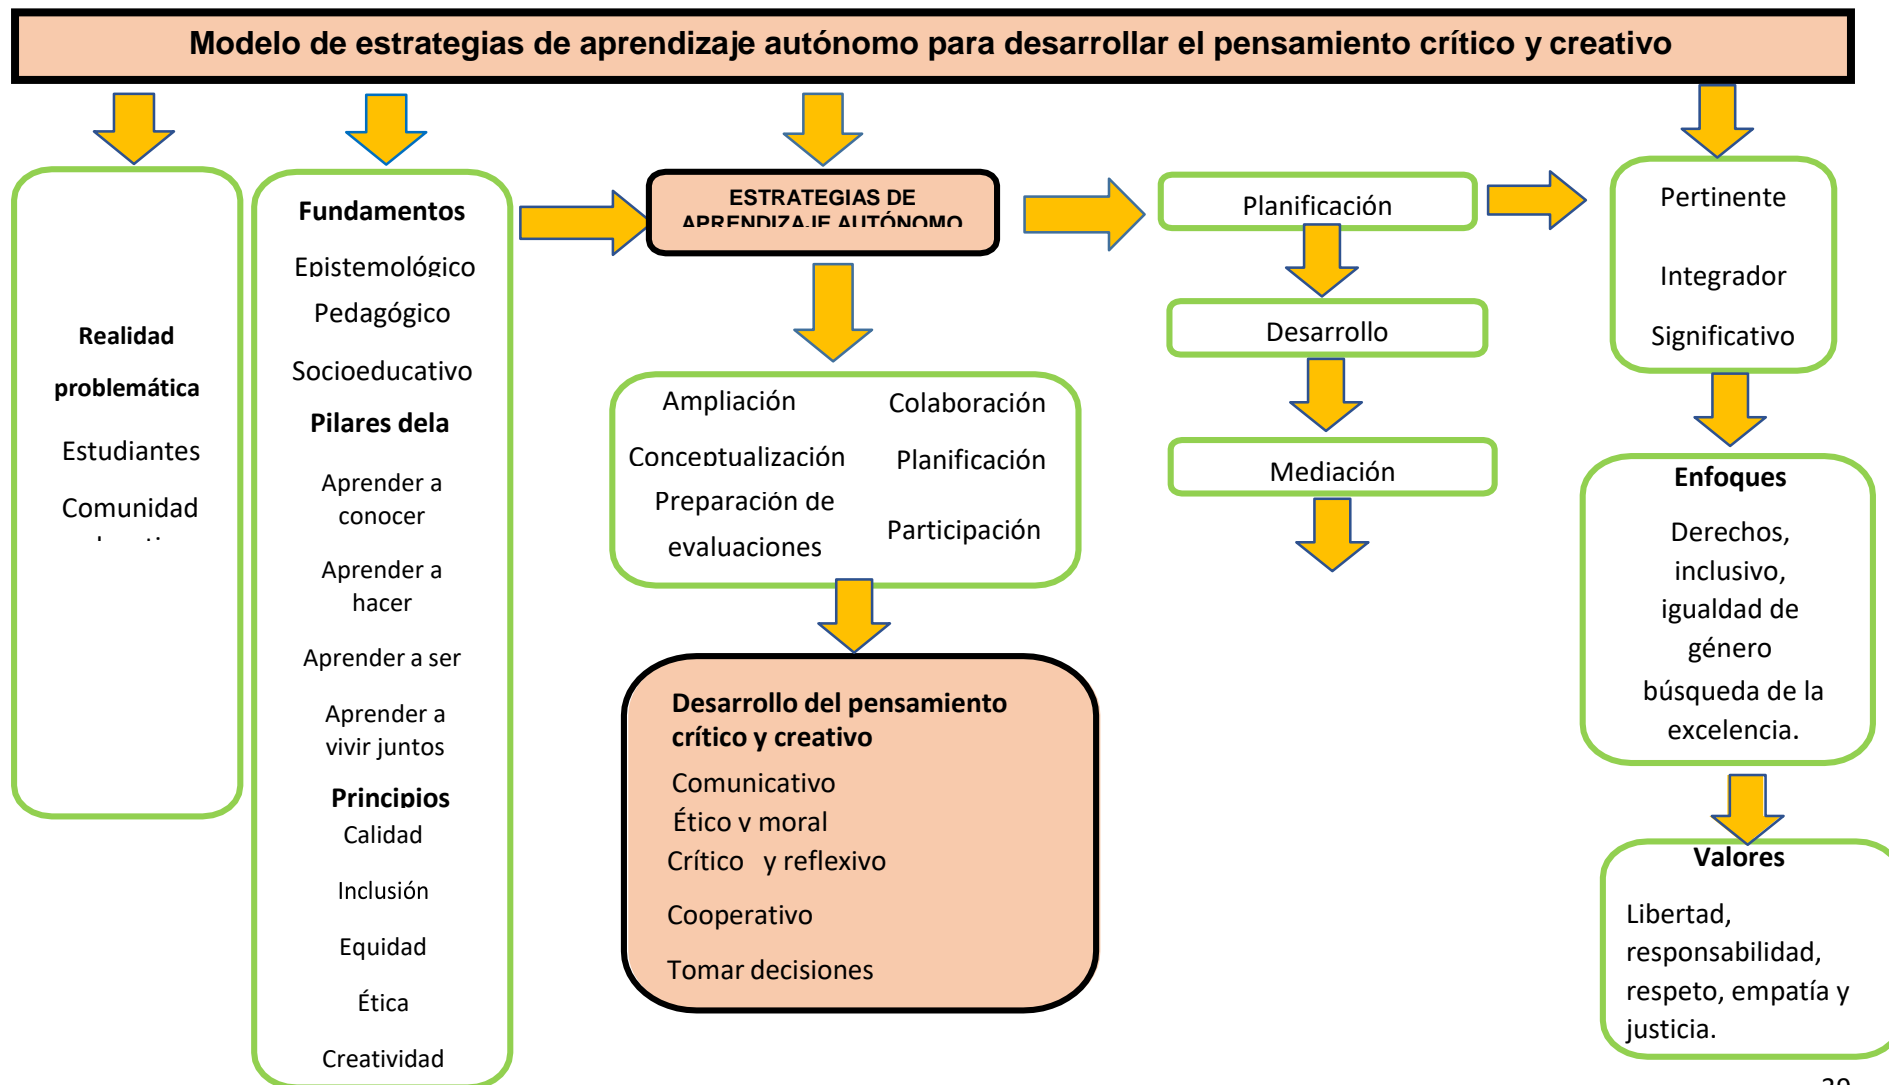 Modelo de estrategias de aprendizaje autónomo para desarrollar el pensamiento crítico y creativo
Realidad
problemática
Estudiantes
Comunidad
Fundamentos
Epistemológico
Pedagógico
Socioeducativo
Pilares dela
Aprender a
conocer
Aprender a
hacer
Aprender a ser
Aprender a
vivir juntos
Principios
Calidad
Inclusión
Equidad
Ética
Creatividad
ESTRATEGIAS DE
APRENDIZAJE AUTÓNOMO
Ampliación
Conceptualización
Preparación de
evaluaciones
Colaboración
Planificación
Participación
Desarrollo del pensamiento
crítico y creativo
Comunicativo
Ético y moral
Crítico y reflexivo
Cooperativo
Tomar decisiones
Planificación
Desarrollo
Mediación
Pertinente
Integrador
Significativo
Enfoques
Derechos,
inclusivo,
igualdad de
género
búsqueda de la
excelencia.
Valores
Libertad,
responsabilidad,
respeto, empatía y
justicia.